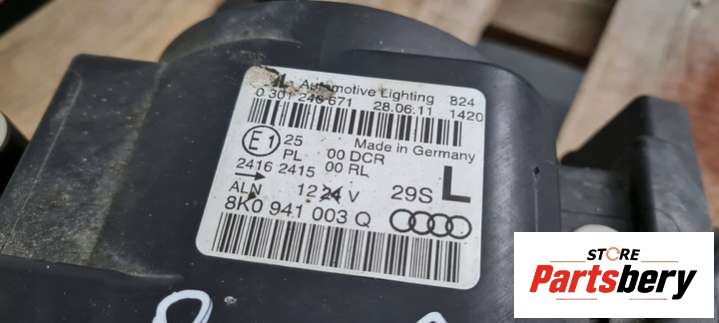 Automotive Lighting 824
0 301 246 671 28.06.11 1420
E1 25 Made in Germany
PL 00 DCR
2416 2415 00 RL
ALN 12 24 V 29S L
8K0 941 003 Q
STORE
Partsbery